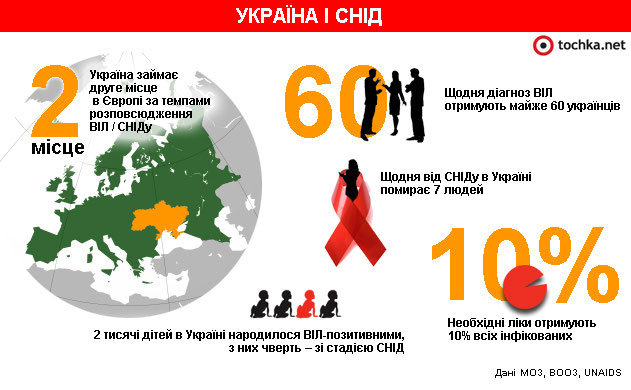 УКРАЇНА І СНІД
tochka.net
2
місце
Україна займає
друге місце
в Європі за темпами
розповсюдження
ВІЛ / СНІДу
60
Щодня діагноз ВІЛ
отримують майже 60 українців
Щодня від СНІДу в Україні
помирає 7 людей
10%
Необхідні ліки отримують
10% всіх інфікованих
2 тисячі дітей в Україні народилося ВІЛ-позитивними,
з них чверть – зі стадією СНІД
Дані МОЗ, ВООЗ, UNAIDS